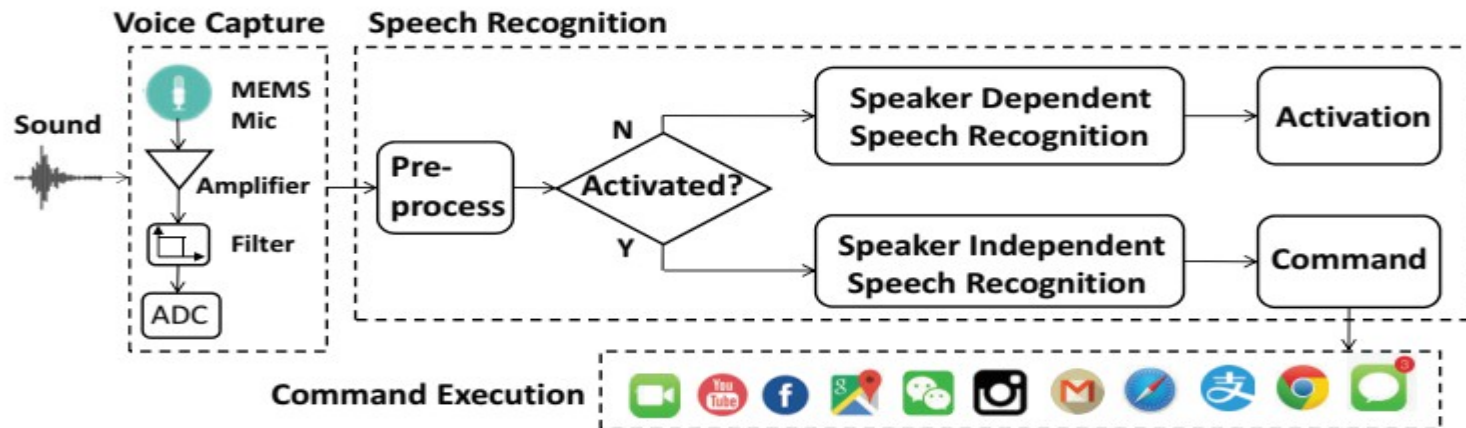 Voice Capture
Speech Recognition
MEMS
Mic
Sound
Amplifier
Filter
ADC
Pre-
process
Activated?
N
Y
Speaker Dependent
Speech Recognition
Activation
Speaker Independent
Speech Recognition
Command
Command Execution
You
Tube
f
g
M
支
3